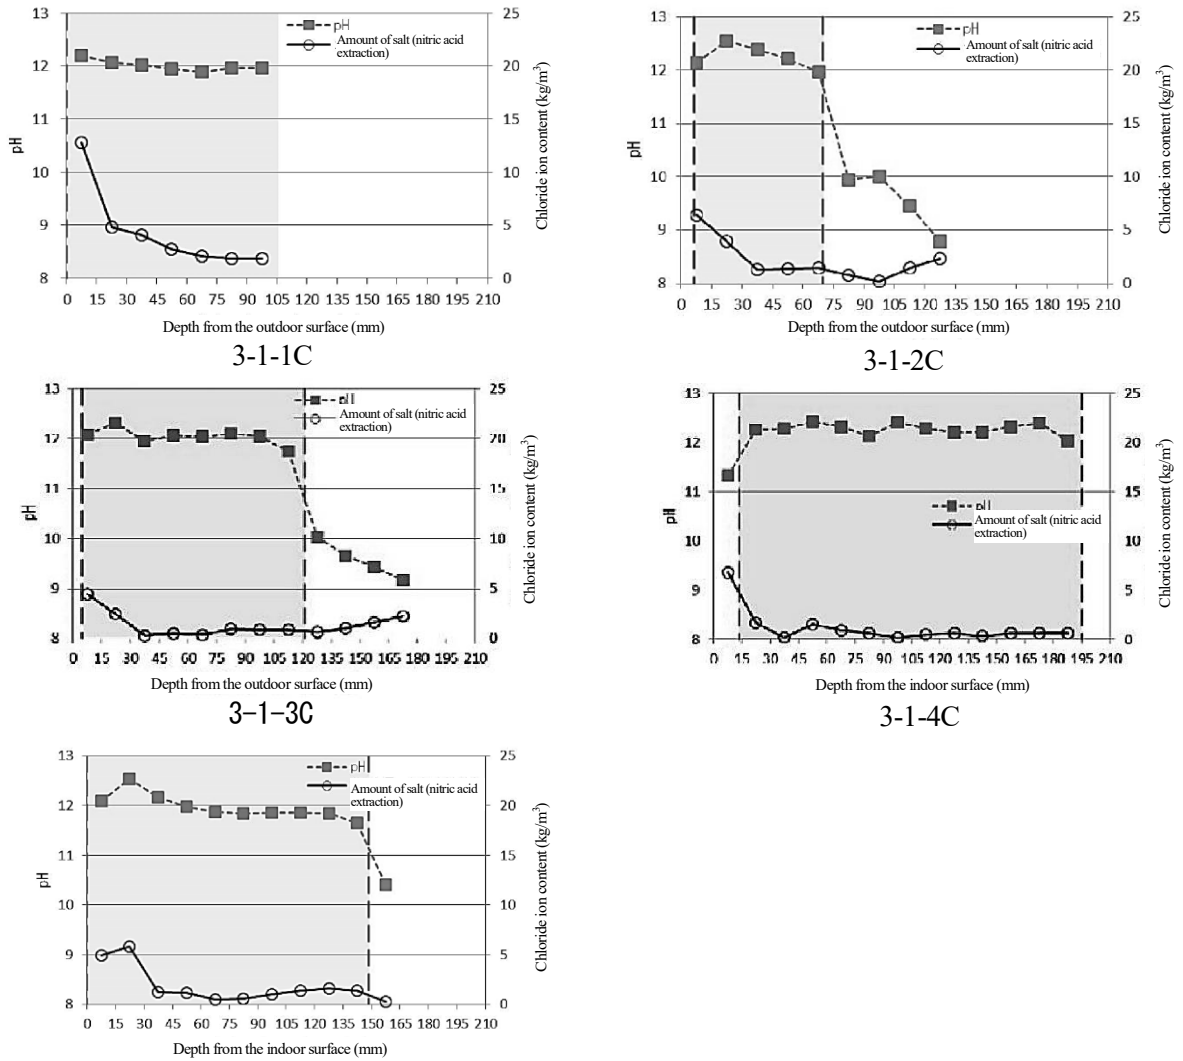 13
12
11
10
9
8
pH
pH
Amount of salt (nitric acid
extraction)
25
20
15
10
5
0
Chloride ion content (kg/m³)
0 15 30 45 60 75 90 105 120 135 150 165 180 195 210
Depth from the outdoor surface (mm)
3-1-1C
13
12
11
10
9
8
pH
pH
Amount of salt (nitric acid
extraction)
25
20
15
10
5
0
Chloride ion content (kg/m³)
0 15 30 45 60 75 90 105 120 135 150 165 180 195 210
Depth from the outdoor surface (mm)
3-1-2C
13
12
11
10
9
8
pH
pH
Amount of salt (nitric acid
extraction)
25
20
15
10
5
0
Chloride ion content (kg/m³)
0 15 30 45 60 75 90 105 120 135 150 165 180 195 210
Depth from the outdoor surface (mm)
3-1-3C
13
12
11
10
9
8
pH
pH
Amount of salt (nitric acid
extraction)
25
20
15
10
5
0
Chloride ion content (kg/m³)
0 15 30 45 60 75 90 105 120 135 150 165 180 195 210
Depth from the indoor surface (mm)
3-1-4C
13
12
11
10
9
8
pH
pH
Amount of salt (nitric acid
extraction)
25
20
15
10
5
0
Chloride ion content (kg/m³)
0 15 30 45 60 75 90 105 120 135 150 165 180 195 210
Depth from the indoor surface (mm)